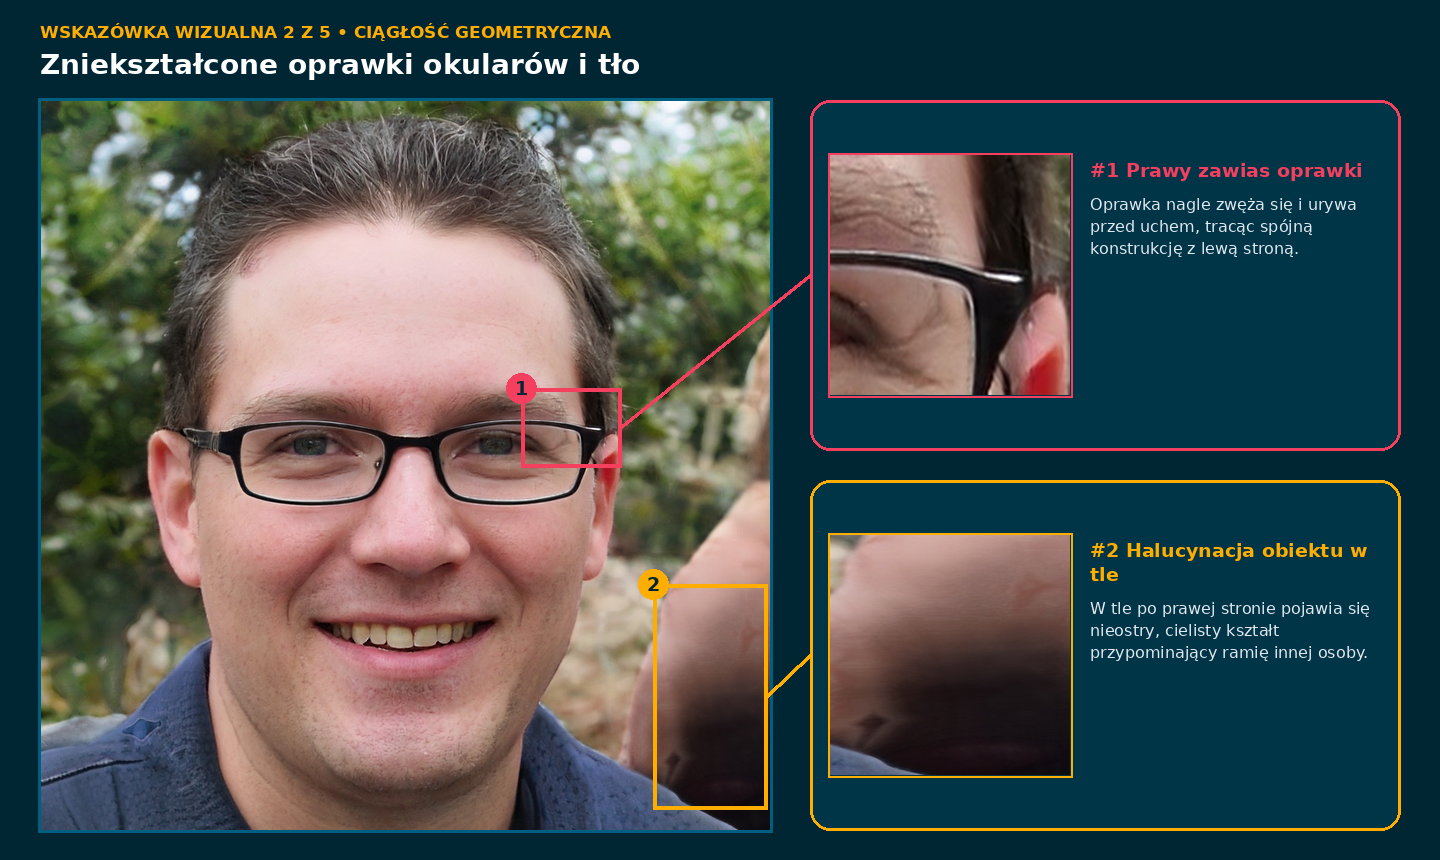 WSKAZÓWKA WIZUALNA 2 Z 5 • CIĄGŁOŚĆ GEOMETRYCZNA
Zniekształcone oprawki okularów i tło
1
2
#1 Prawy zawias oprawki
Oprawka nagle zwęża się i urywa
przed uchem, tracąc spójną
konstrukcję z lewą stroną.
#2 Halucynacja obiektu w
tle
W tle po prawej stronie pojawia się
nieostry, cielisty kształt
przypominający ramię innej osoby.